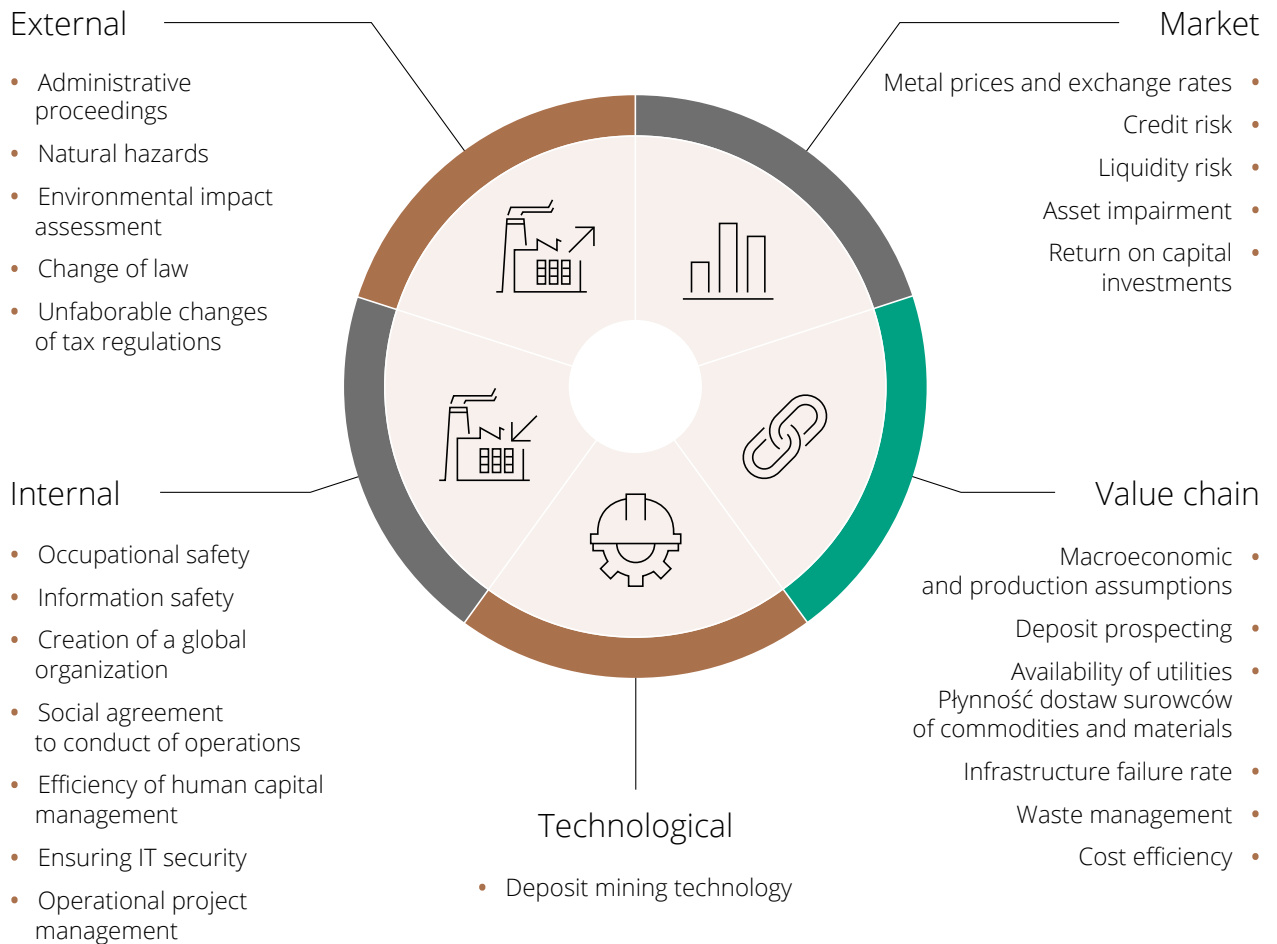 External
• Administrative
proceedings
• Natural hazards
• Environmental impact
assessment
• Change of law
• Unfaborable changes
of tax regulations
Market
Metal prices and exchange rates •
Credit risk •
Liquidity risk •
Asset impairment •
Return on capital •
investments
Internal
• Occupational safety
• Information safety
• Creation of a global
organization
• Social agreement
to conduct of operations
• Efficiency of human capital
management
• Ensuring IT security
• Operational project
management
Value chain
Macroeconomic •
and production assumptions
Deposit prospecting •
Availability of utilities •
Płynność dostaw surowców
of commodities and materials
Infrastructure failure rate •
Waste management •
Cost efficiency •
Technological
• Deposit mining technology